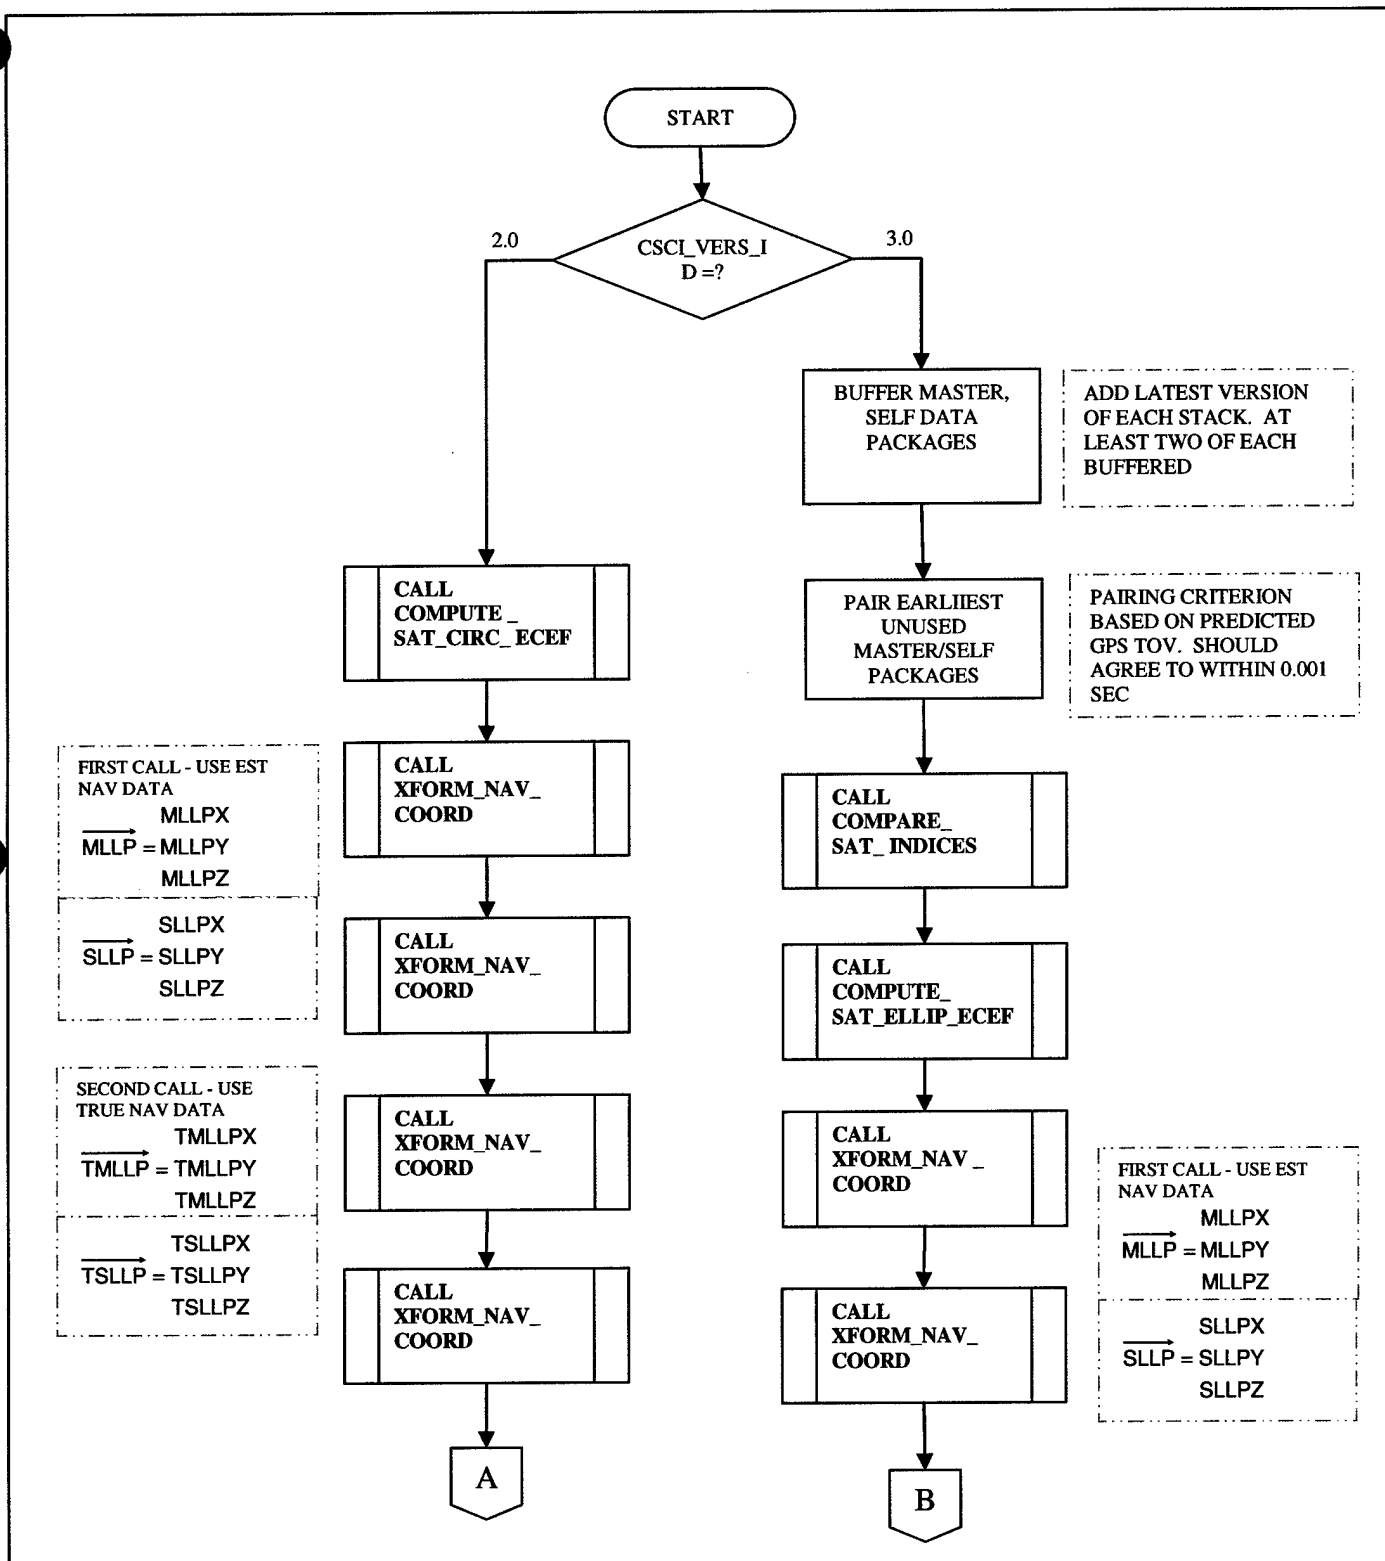 START
2.0
CSCI_VERS_I
D =?
3.0
BUFFER MASTER,
SELF DATA
PACKAGES
ADD LATEST VERSION
OF EACH STACK. AT
LEAST TWO OF EACH
BUFFERED
CALL
COMPUTE _
SAT_CIRC_ ECEF
PAIR EARLIIEST
UNUSED
MASTER/SELF
PACKAGES
PAIRING CRITERION
BASED ON PREDICTED
GPS TOV. SHOULD
AGREE TO WITHIN 0.001
SEC
FIRST CALL - USE EST
NAV DATA
MLLPX
MLLP = MLLPY
MLLPZ
CALL
XFORM_NAV_
COORD
CALL
COMPARE_
SAT_ INDICES
SLLPX
SLLP = SLLPY
SLLPZ
CALL
XFORM_NAV_
COORD
CALL
COMPUTE_
SAT_ELLIP_ECEF
SECOND CALL - USE
TRUE NAV DATA
TMLLPX
TMLLP = TMLLPY
TMLLPZ
CALL
XFORM_NAV_
COORD
CALL
XFORM_NAV _
COORD
FIRST CALL - USE EST
NAV DATA
MLLPX
MLLP = MLLPY
MLLPZ
TSLLPX
TSLLP = TSLLPY
TSLLPZ
CALL
XFORM_NAV_
COORD
CALL
XFORM_NAV_
COORD
SLLPX
SLLP = SLLPY
SLLPZ
A
B